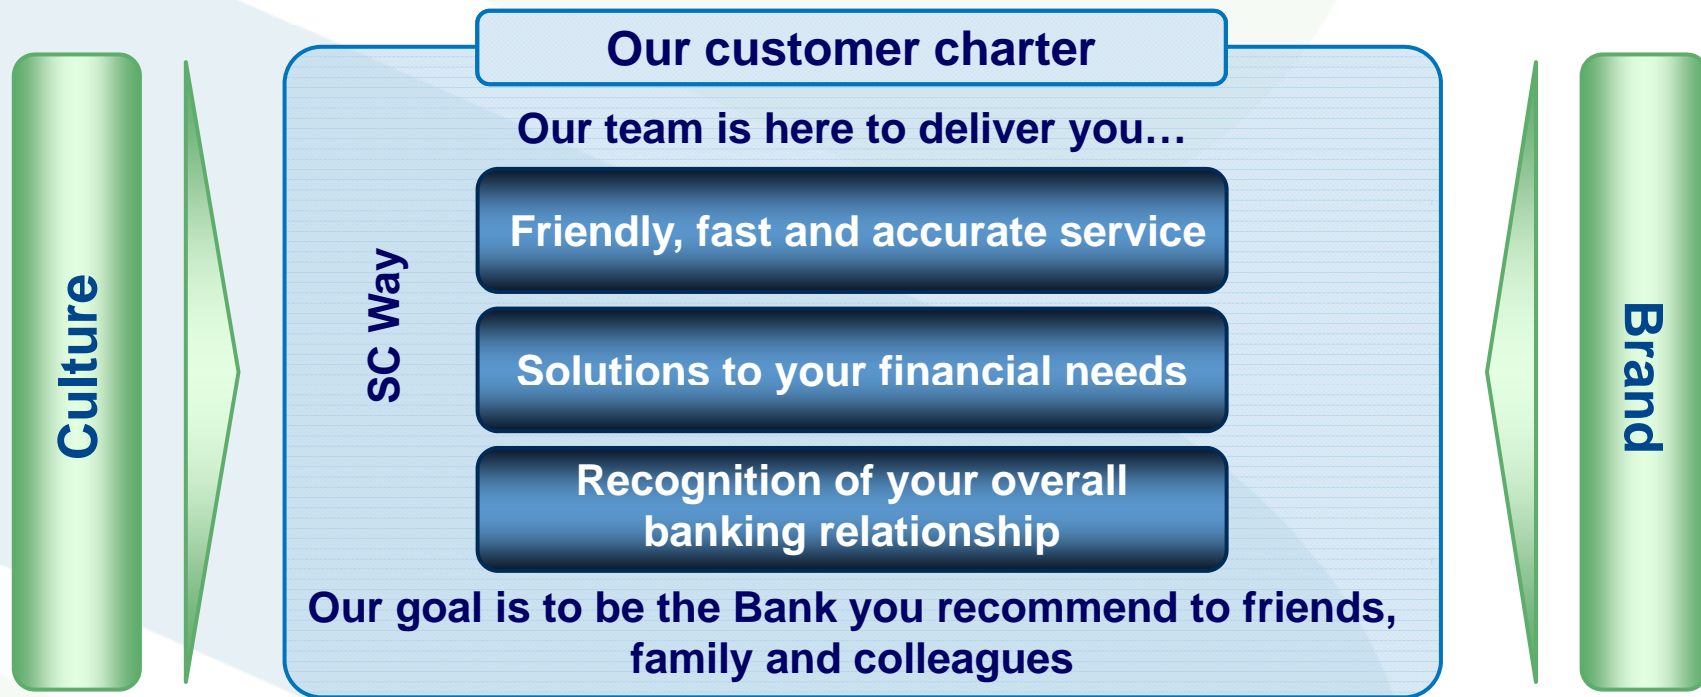 Our customer charter
Our team is here to deliver you…
Culture
SC Way
Friendly, fast and accurate service
Solutions to your financial needs
Recognition of your overall
banking relationship
Brand
Our goal is to be the Bank you recommend to friends,
family and colleagues